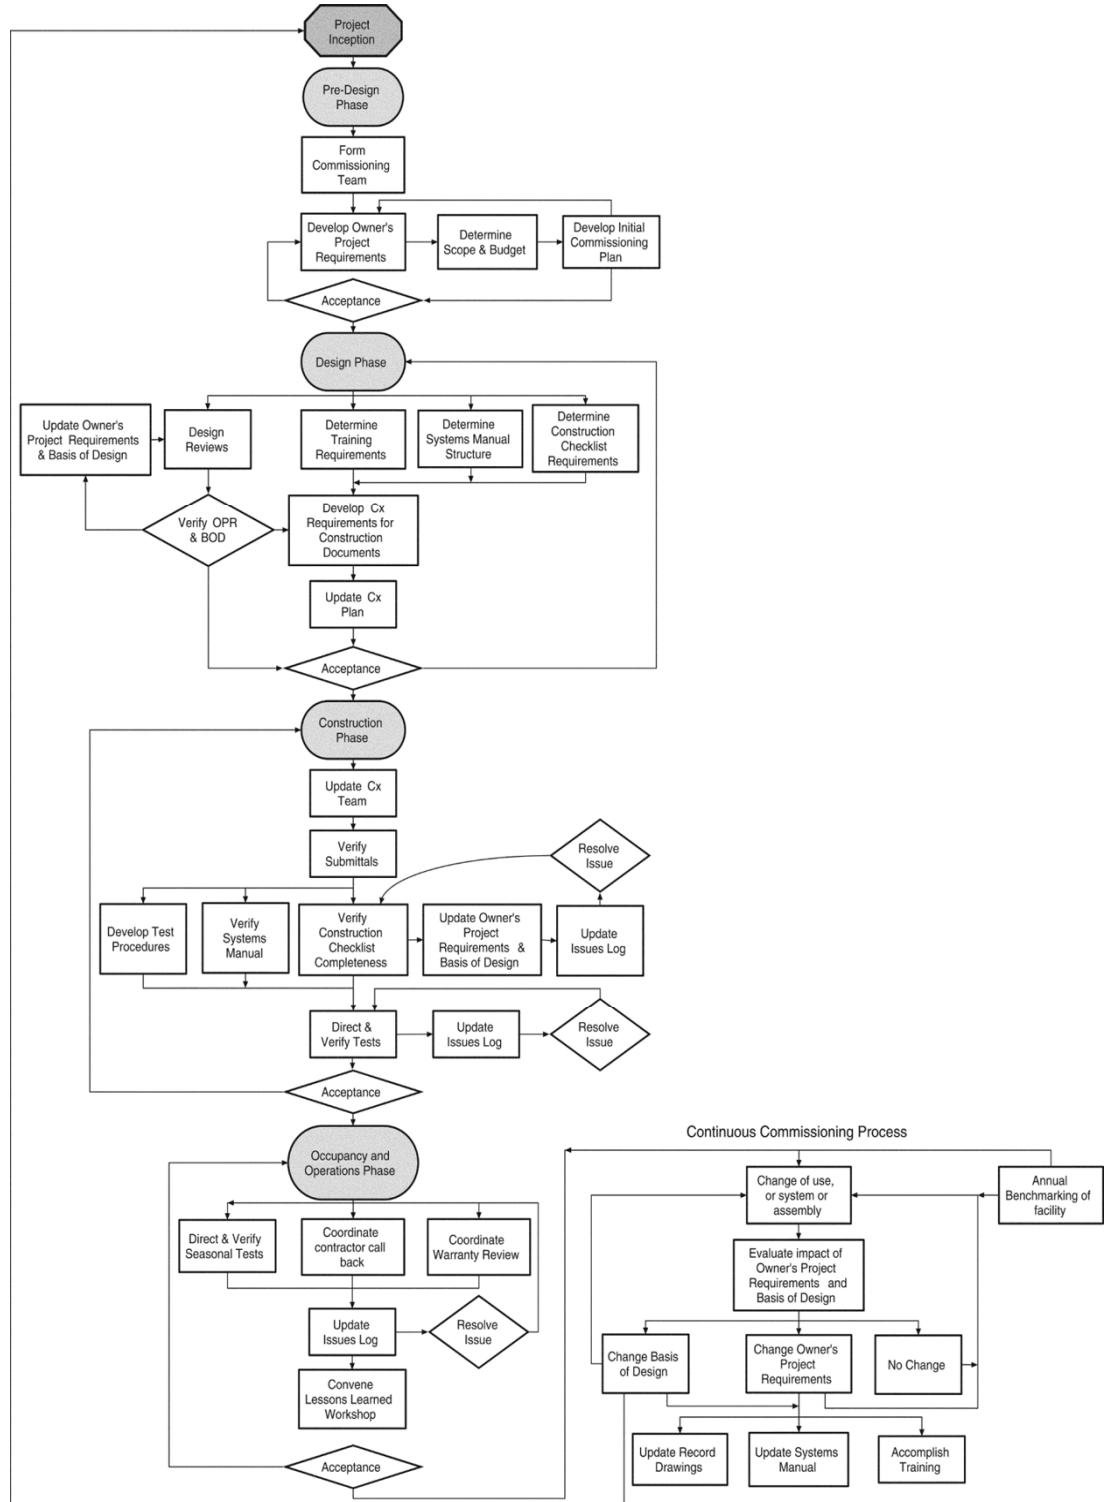 Project
Inception
Pre-Design
Phase
Form
Commissioning
Team
Develop Owner's
Project
Requirements
Determine
Scope & Budget
Develop Initial
Commissioning
Plan
Acceptance
Design Phase
Update Owner's
Project Requirements
& Basis of Design
Design
Reviews
Determine
Training
Requirements
Determine
Systems Manual
Structure
Determine
Construction
Checklist
Requirements
Verify OPR
& BOD
Develop Cx
Requirements for
Construction
Documents
Update Cx
Plan
Acceptance
Construction
Phase
Update Cx
Team
Verify
Submittals
Resolve
Issue
Develop Test
Procedures
Verify
Systems
Manual
Verify
Construction
Checklist
Completeness
Update Owner's
Project
Requirements &
Basis of Design
Update
Issues Log
Direct &
Verify Tests
Update
Issues Log
Resolve
Issue
Acceptance
Occupancy and
Operations Phase
Direct & Verify
Seasonal Tests
Coordinate
contractor call
back
Coordinate
Warranty Review
Update
Issues Log
Resolve
Issue
Convene
Lessons Learned
Workshop
Acceptance
Continuous Commissioning Process
Change of use,
or system or
assembly
Annual
Benchmarking of
facility
Evaluate impact of
Owner's Project
Requirements and
Basis of Design
Change Basis
of Design
Change Owner's
Project
Requirements
No Change
Update Record
Drawings
Update Systems
Manual
Accomplish
Training